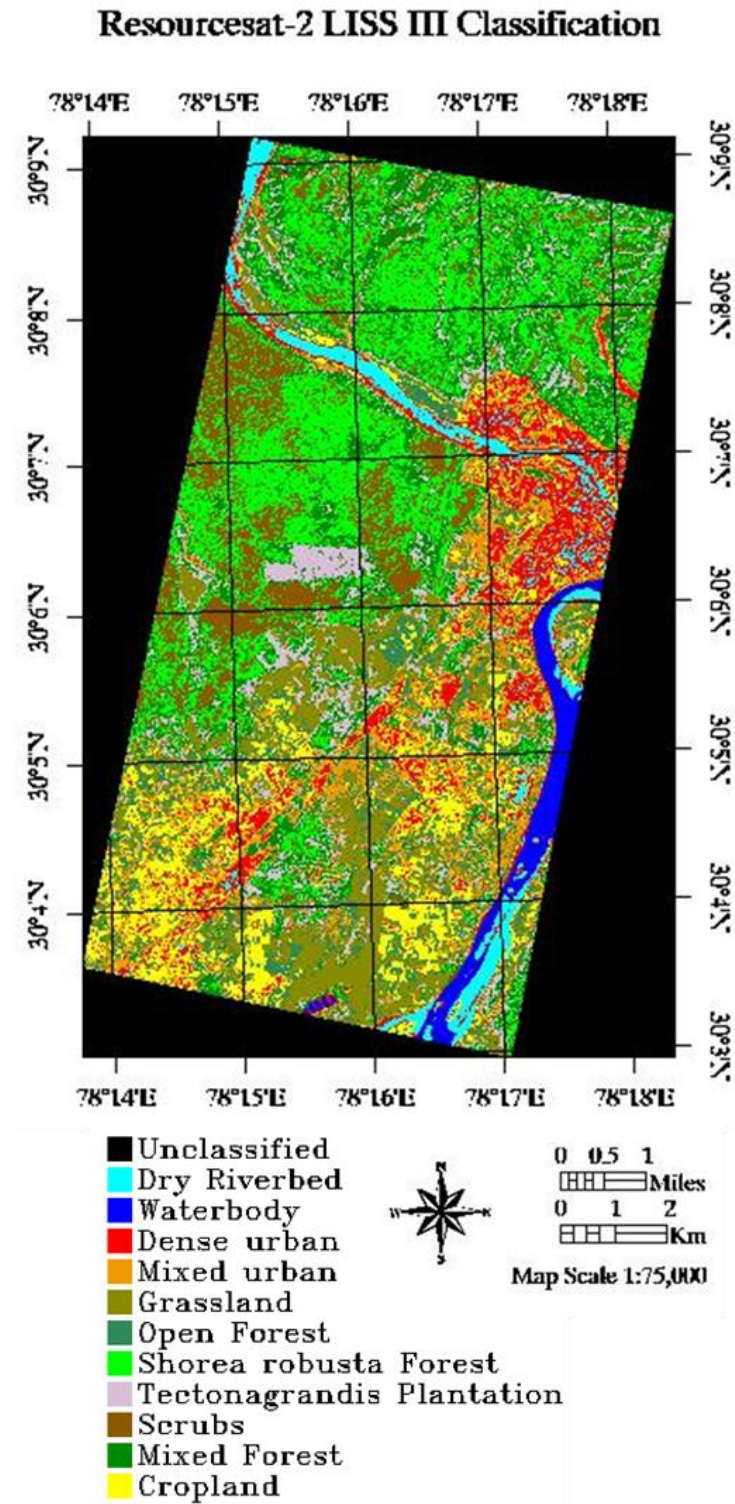 Resourcesat-2 LISS III Classification
78°14'E 78°15'E 78°16'E 78°17'E 78°18'E
30°9'N 30°9'N
30°8'N 30°8'N
30°7'N 30°7'N
30°6'N 30°6'N
30°5'N 30°5'N
30°4'N 30°4'N
30°3'N
78°14'E 78°15'E 78°16'E 78°17'E 78°18'E
Unclassified
Dry Riverbed
Waterbody
Dense urban
Mixed urban
Grassland
Open Forest
Shorea robusta Forest
Tectonagrandis Plantation
Scrubs
Mixed Forest
Cropland
N
W E
S
0 0.5 1
Miles
0 1 2
Km
Map Scale 1:75,000